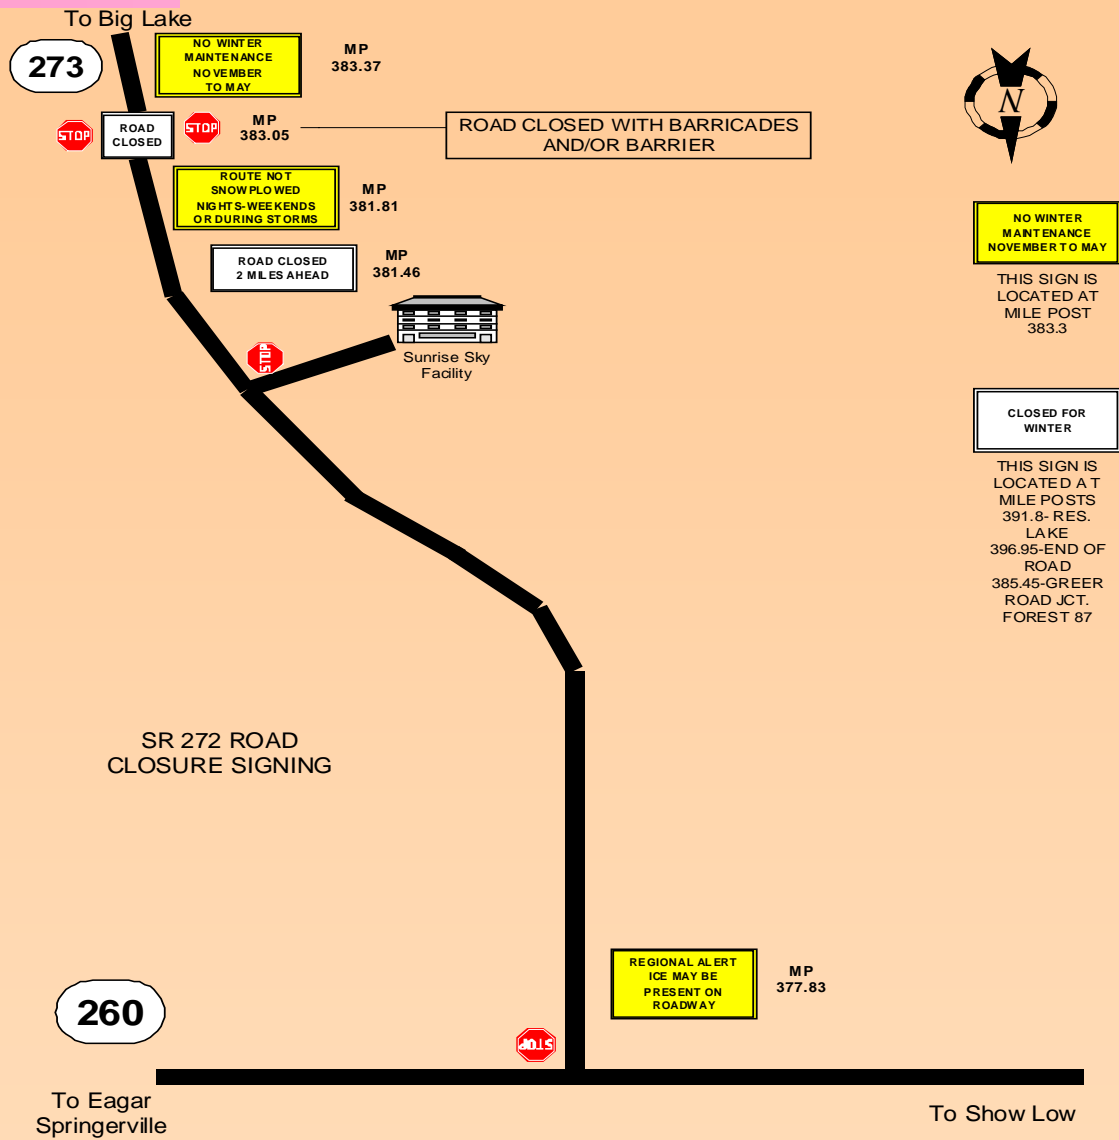 To Big Lake
273
NO WINTER
MAINTENANCE
NOVEMBER
TO MAY
MP
383.37
STOP
ROAD
CLOSED
STOP
MP
383.05
ROAD CLOSED WITH BARRICADES
AND/OR BARRIER
N
ROUTE NOT
SNOWPLOWED
NIGHTS-WEEKENDS
OR DURING STORMS
MP
381.81
ROAD CLOSED
2 MILES AHEAD
MP
381.46
NO WINTER
MAINTENANCE
NOVEMBER TO MAY
THIS SIGN IS
LOCATED AT
MILE POST
383.3
STOP
Sunrise Sky
Facility
CLOSED FOR
WINTER
THIS SIGN IS
LOCATED AT
MILE POSTS
391.8- RES.
LAKE
396.95-END OF
ROAD
385.45-GREER
ROAD JCT.
FOREST 87
SR 272 ROAD
CLOSURE SIGNING
REGIONAL ALERT
ICE MAY BE
PRESENT ON
ROADWAY
MP
377.83
260
STOP
To Eagar
Springerville
To Show Low